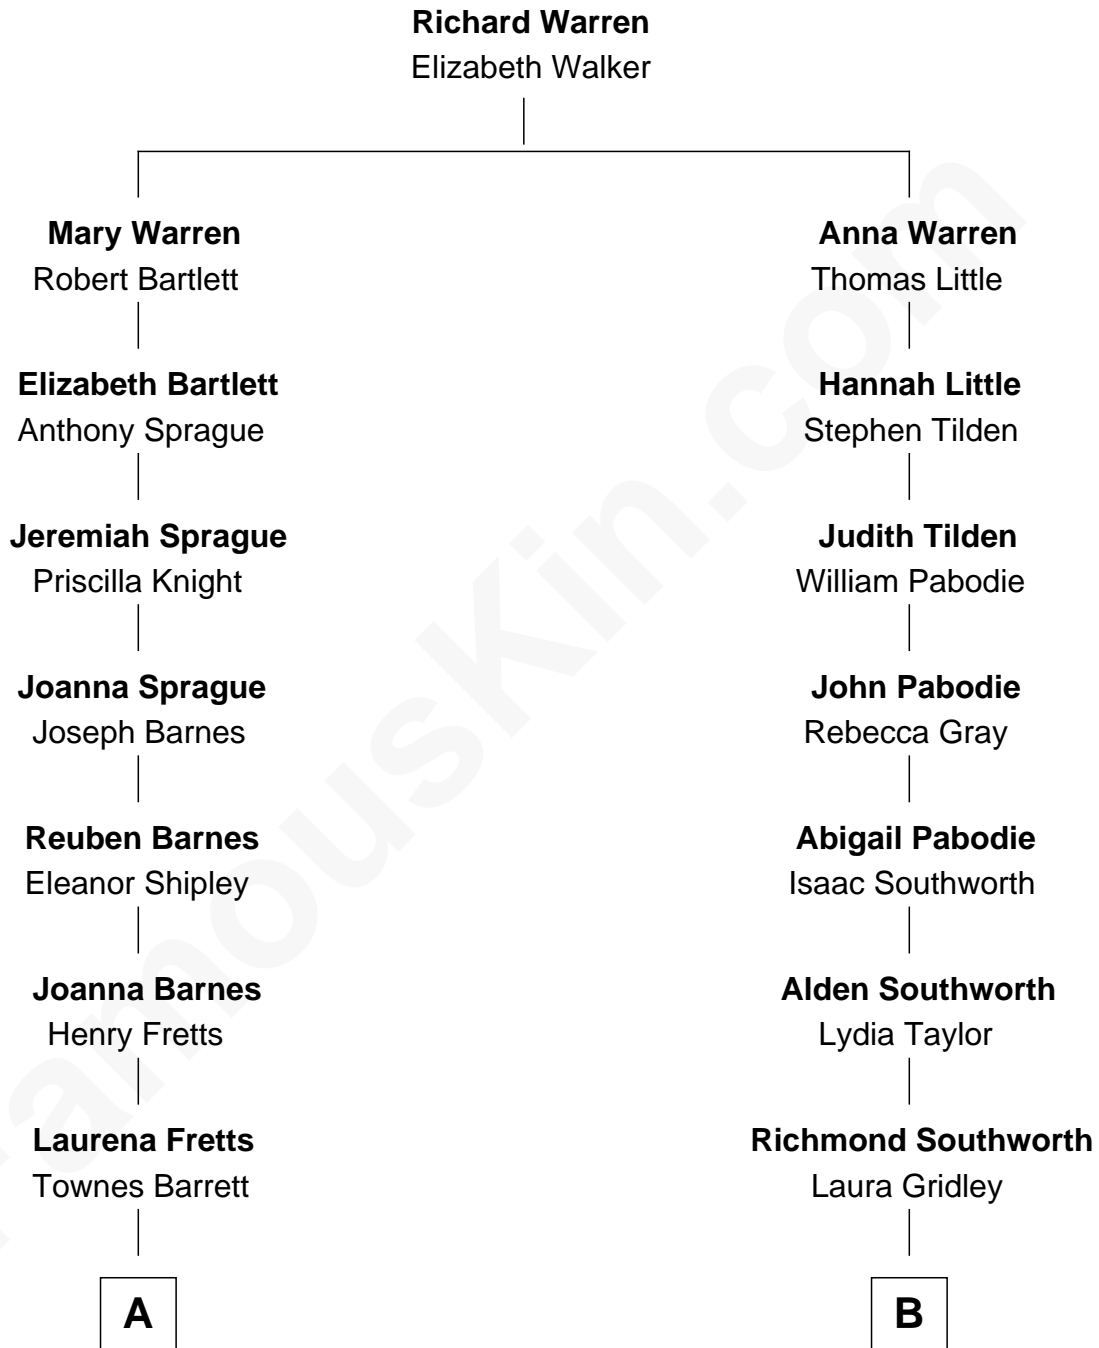 Richard Warren
Elizabeth Walker
Mary Warren
Robert Bartlett
Anna Warren
Thomas Little
Elizabeth Bartlett
Anthony Sprague
Hannah Little
Stephen Tilden
Jeremiah Sprague
Priscilla Knight
Judith Tilden
William Pabodie
Joanna Sprague
Joseph Barnes
John Pabodie
Rebecca Gray
Reuben Barnes
Eleanor Shipley
Abigail Pabodie
Isaac Southworth
Joanna Barnes
Henry Fretts
Alden Southworth
Lydia Taylor
Laurena Fretts
Townes Barrett
Richmond Southworth
Laura Gridley
A
B
FamousKin.com